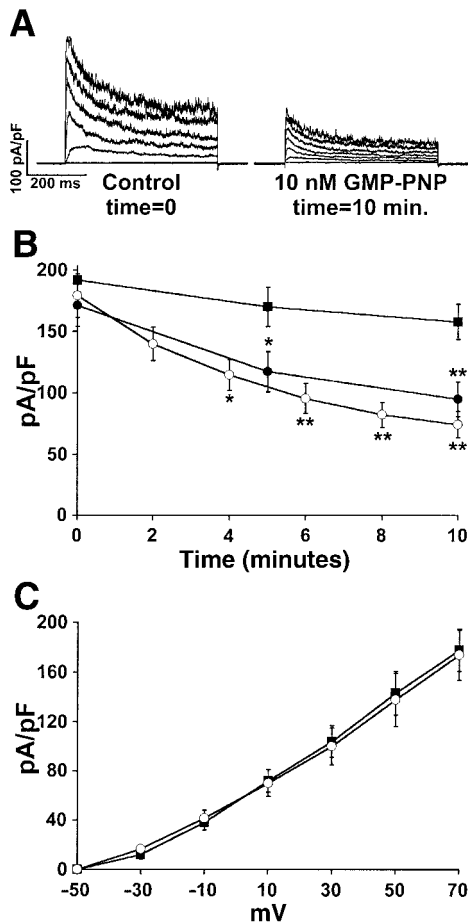 A
100 pA/pF
200 ms
Control
time=0
10 nM GMP-PNP
time=10 min.
B
200
150
100
50
0
pA/pF
*
**
*
**
**
**
0 2 4 6 8 10
Time (minutes)
C
200
160
120
80
40
0
pA/pF
−50 −30 −10 10 30 50 70
mV